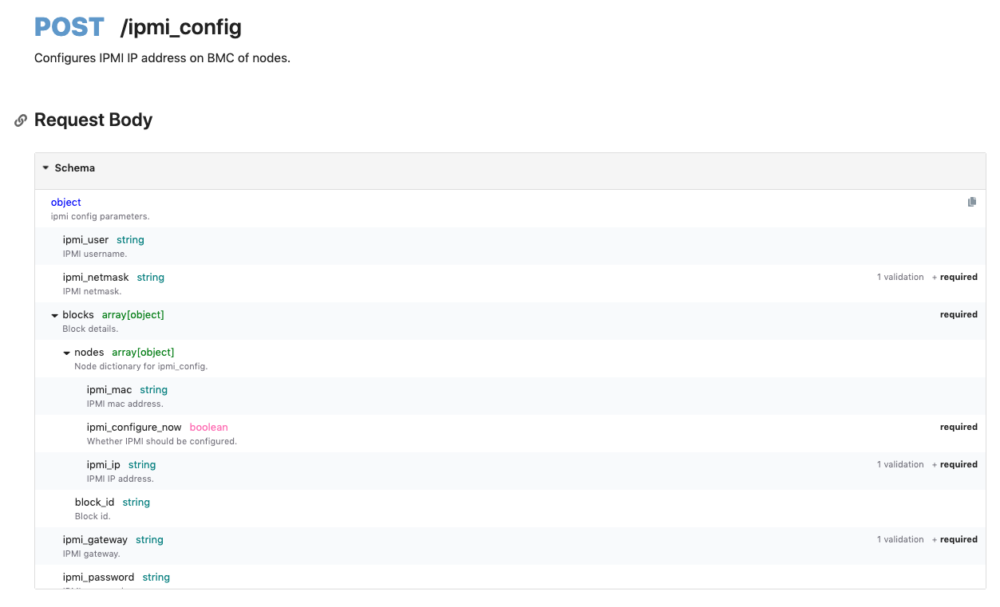 POST /ipmi_config
Configures IPMI IP address on BMC of nodes.
Request Body
Schema
object
ipmi config parameters.
ipmi_user string
IPMI username.
ipmi_netmask string 1 validation + required
IPMI netmask.
blocks array[object] required
Block details.
nodes array[object]
Node dictionary for ipmi_config.
ipmi_mac string
IPMI mac address.
ipmi_configure_now boolean required
Whether IPMI should be configured.
ipmi_ip string 1 validation + required
IPMI IP address.
block_id string
Block id.
ipmi_gateway string 1 validation + required
IPMI gateway.
ipmi_password string